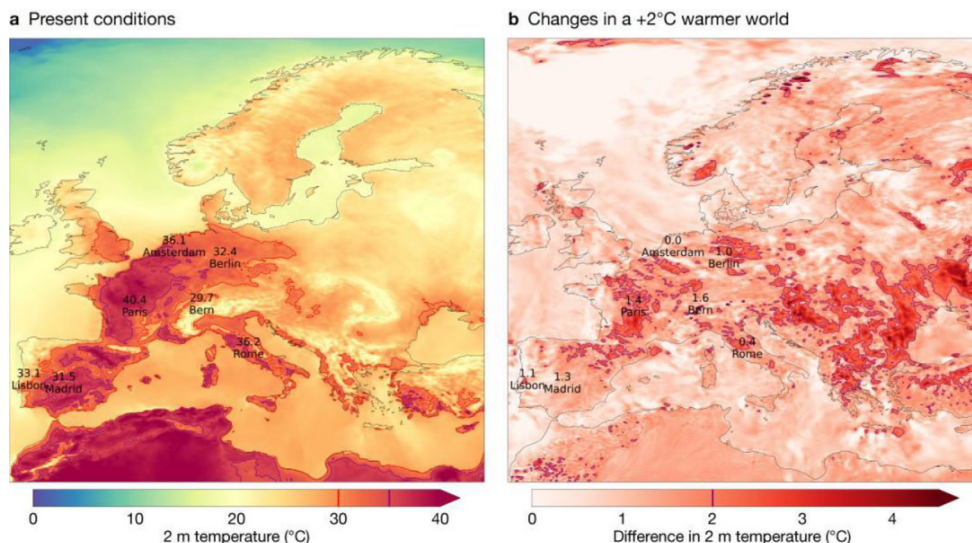 a Present conditions
b Changes in a +2°C warmer world
36.1
Amsterdam
32.4
Berlin
40.4
Paris
29.7
Bern
36.2
Rome
33.1
Lisbon
31.5
Madrid
0 10 20 30 40
2 m temperature (°C)
0.0
Amsterdam
1.0
Berlin
1.4
Paris
1.6
Bern
0.4
Rome
1.1
Lisbon
1.3
Madrid
0 1 2 3 4
Difference in 2 m temperature (°C)